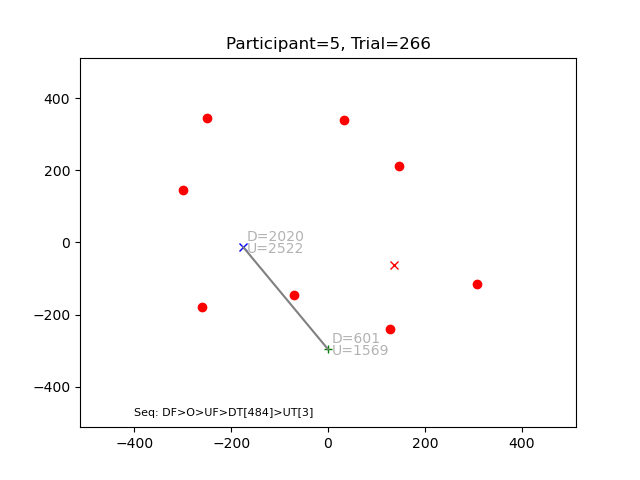 Participant=5, Trial=266
400
200
0
−200
−400
D=2020
U=2522
D=601
U=1569
Seq: DF>O>UF>DT[484]>UT[3]
−400 −200 0 200 400